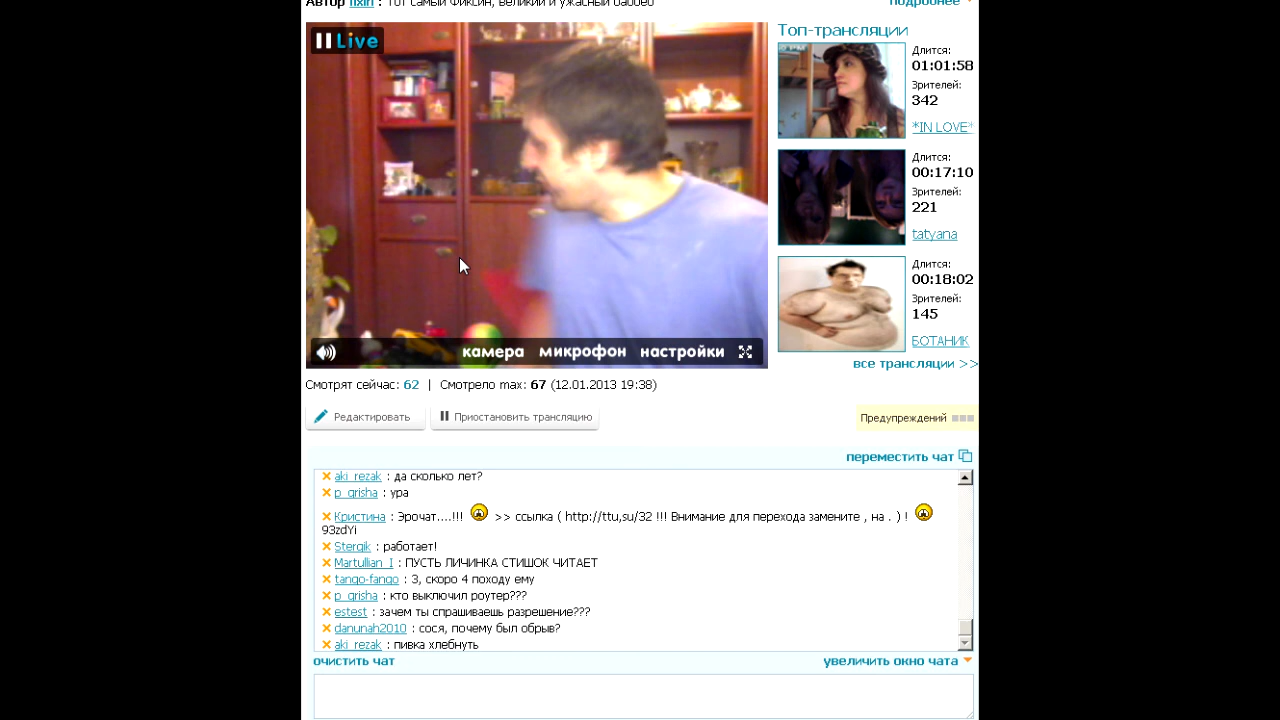 Автор fixin : Тот самый Фиксин, великий и ужасный
подробнее
Live
Топ-трансляции
Длится:
01:01:58
Зрителей:
342
*IN LOVE*
Длится:
00:17:10
Зрителей:
221
tatyana
Длится:
00:18:02
Зрителей:
145
БОТАНИК
все трансляции >>
камера микрофон настройки
Смотрят сейчас: 62 | Смотрело max: 67 (12.01.2013 19:38)
Редактировать
Приостановить трансляцию
Предупреждений
переместить чат
aki_rezak : да сколько лет?
p_grisha : ура
Кристина : Эрочат....!!! >> ссылка ( http://ttu,su/32 !!! Внимание для перехода замените , на . ) !
93zdYi
Stergik : работает!
Martullian_I : ПУСТЬ ЛИЧИНКА СТИШОК ЧИТАЕТ
tango-fango : 3, скоро 4 походу ему
p_grisha : кто выключил роутер???
estest : зачем ты спрашиваешь разрешение???
danunah2010 : сося, почему был обрыв?
aki_rezak : пивка хлебнуть
очистить чат
увеличить окно чата